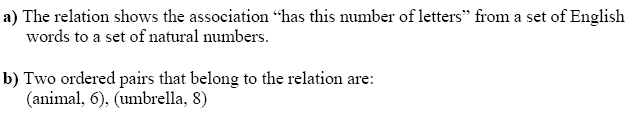 a) The relation shows the association “has this number of letters” from a set of English
words to a set of natural numbers.
b) Two ordered pairs that belong to the relation are:
(animal, 6), (umbrella, 8)